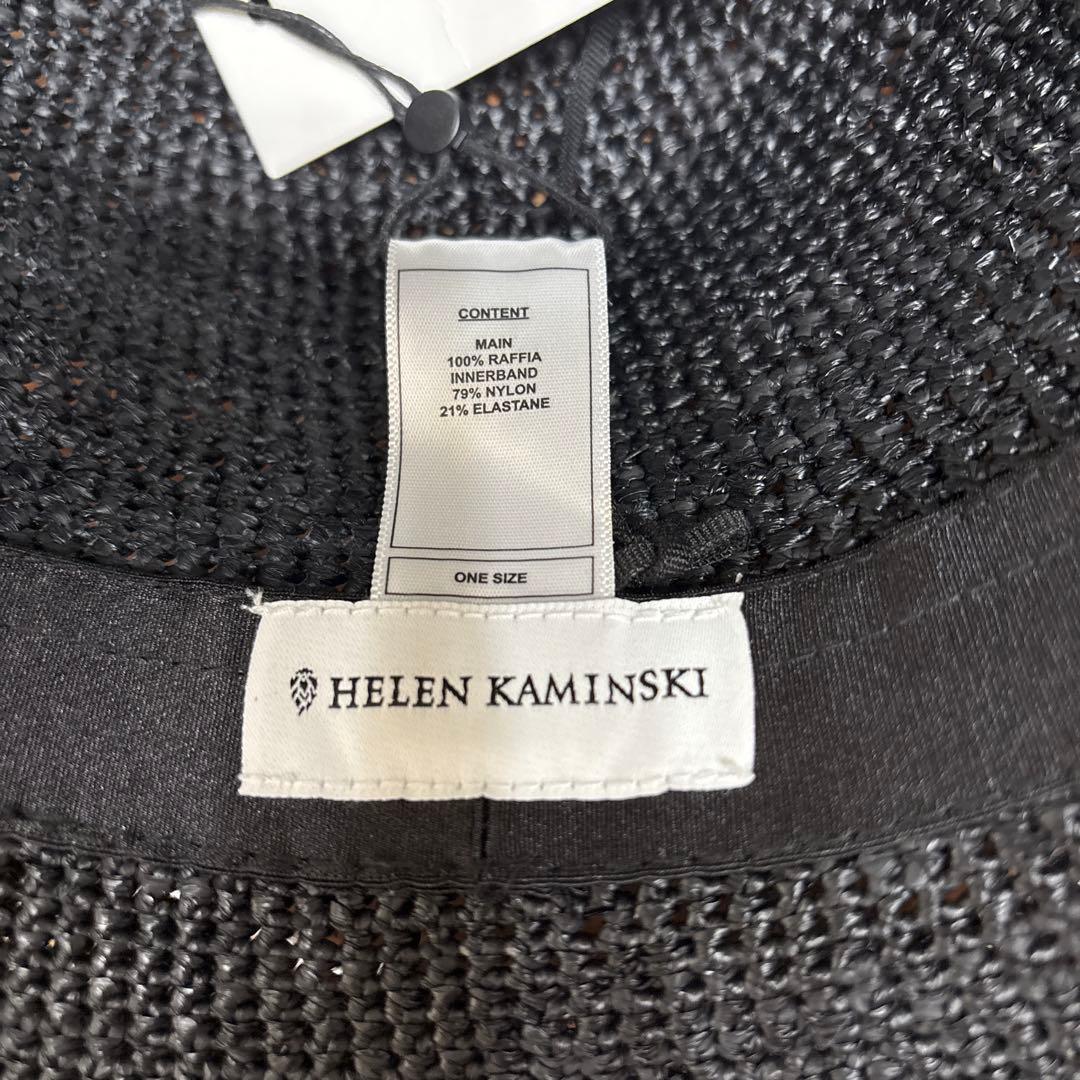 CONTENT
MAIN
100% RAFFIA
INNERBAND
79% NYLON
21% ELASTANE
ONE SIZE
HELEN KAMINSKI